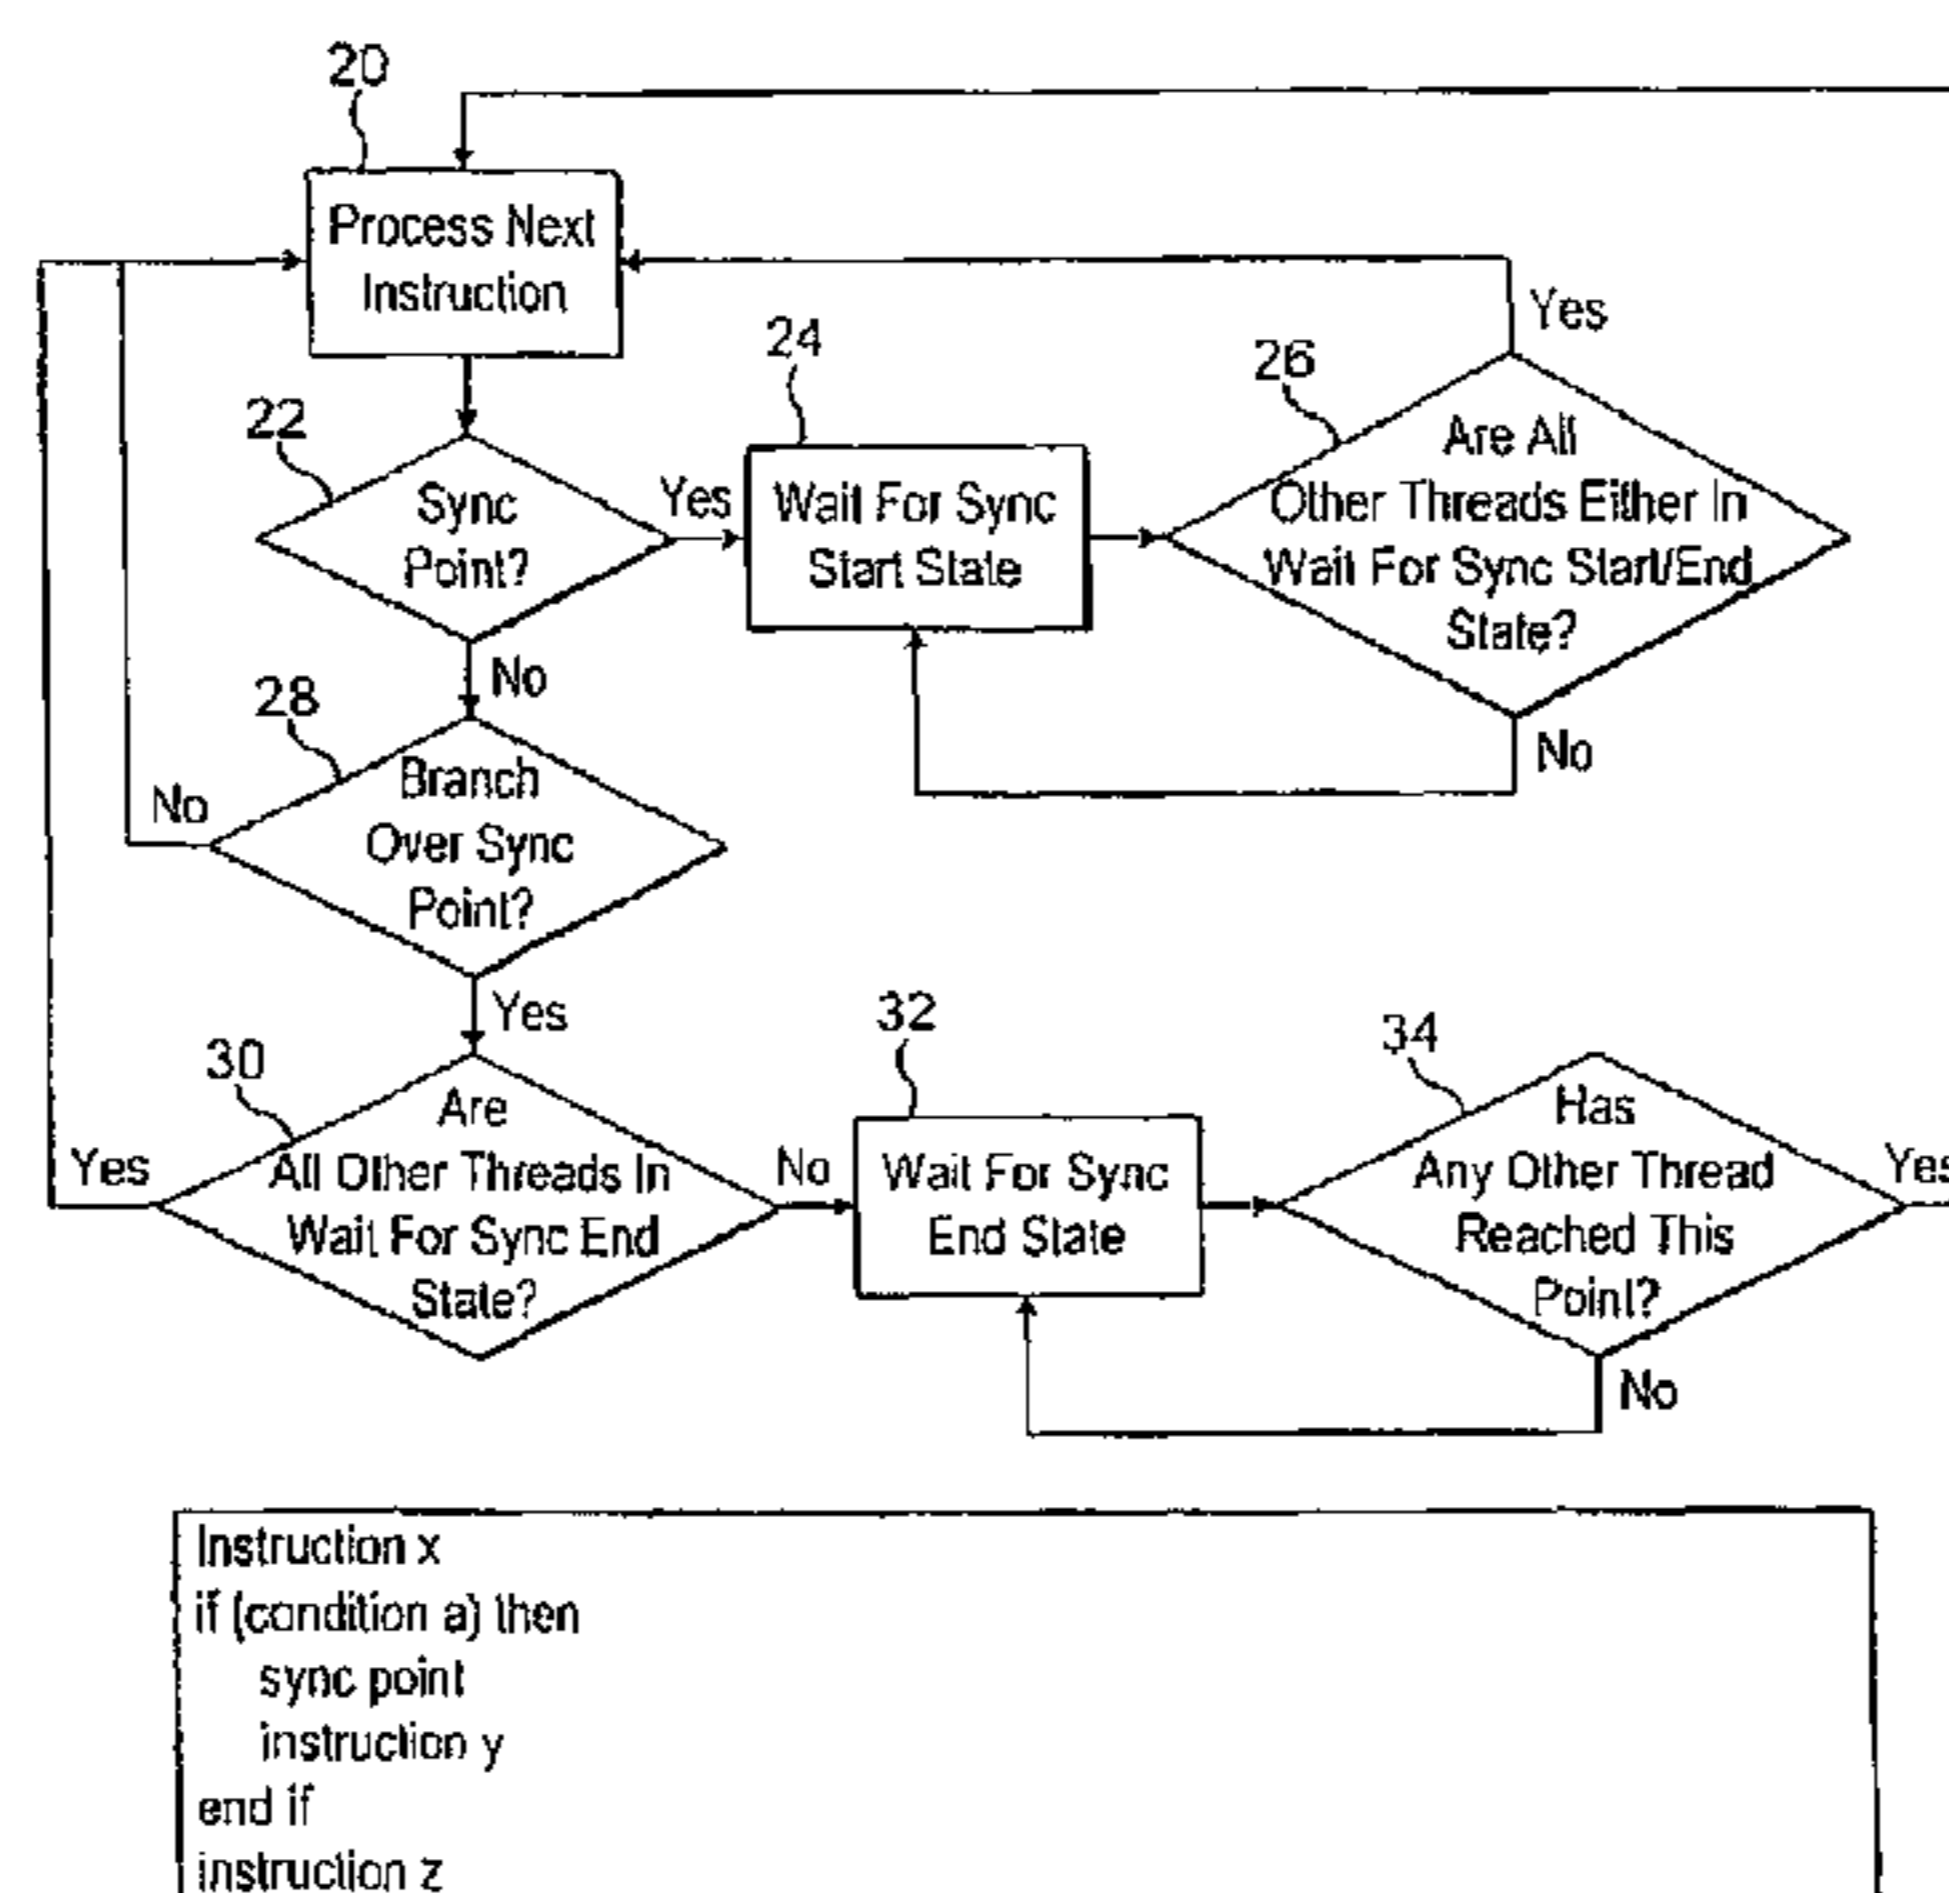 20
Process Next
Instruction
Yes
24
26
22
Are All
Sync
Point?
Yes
Wait For Sync
Start State
Other Threads Either In
Wait For Sync Start/End
State?
No
28
No
Branch
Over Sync
Point?
No
Yes
32
34
30
Are
All Other Threads In
Wait For Sync End
State?
Yes
No
Wait For Sync
End State
Has
Any Other Thread
Reached This
Point?
Yes
No
Instruction x
if (condition a) then
sync point
instruction y
end if
instruction z